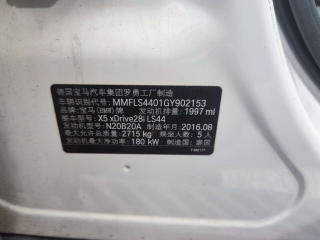 德国宝马汽车集团罗勇工厂制造
车辆识别代号: MMFLS4401GY902153
品牌: 宝马(BMW)牌 发动机排量: 1997 ml
整车型号: X5 xDrive28i LS44
发动机型号: N20B20A 制造年月: 2016.08
最大允许总质量: 2715 kg 乘坐人数: 5 人
发动机最大净功率: 180 kW 制造国: 泰国